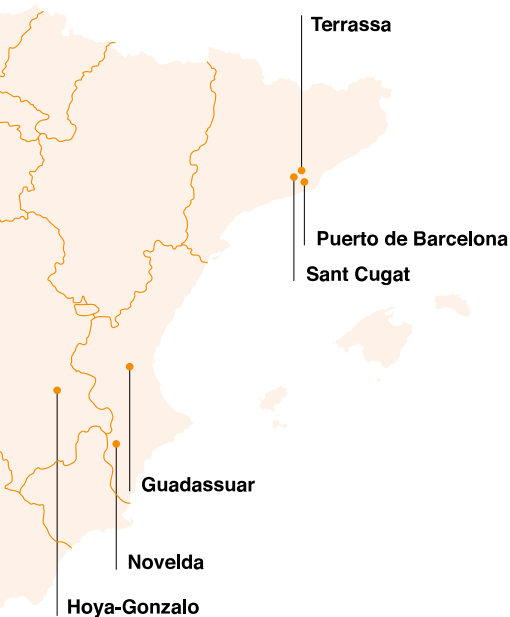 Terrassa
Puerto de Barcelona
Sant Cugat
Guadassuar
Novelda
Hoya-Gonzalo